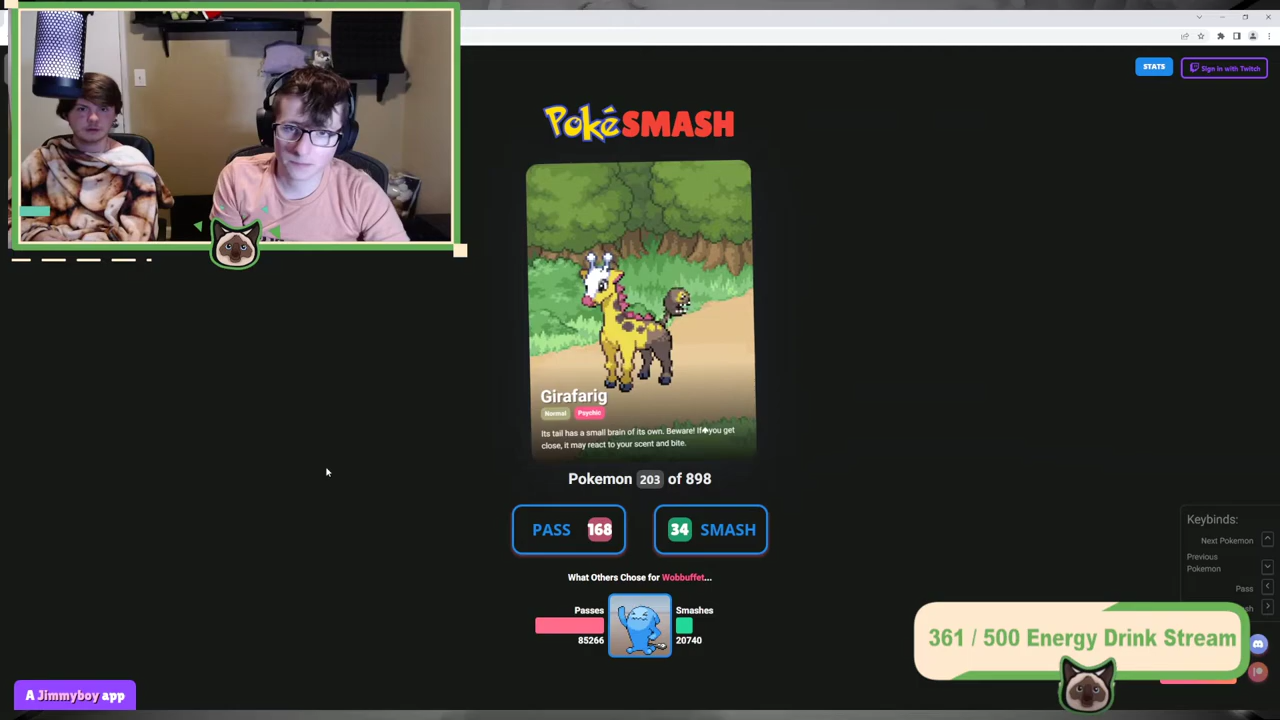 STATS
Sign in with Twitch
PokéSMASH
Girafarig
Normal Psychic
Its tail has a small brain of its own. Beware! If you get
close, it may react to your scent and bite.
Pokemon 203 of 898
PASS 168
34 SMASH
What Others Chose for Wobbuffet...
Passes
85266
Smashes
20740
Keybinds:
Next Pokemon
Previous
Pokemon
Pass
361 / 500 Energy Drink Stream
A Jimmyboy app